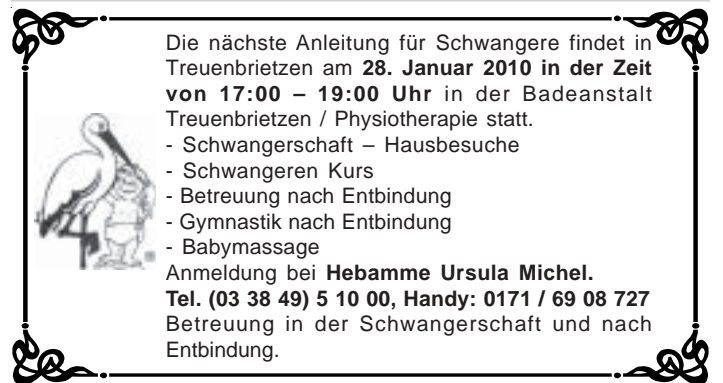 Die nächste Anleitung für Schwangere findet in
Treuenbrietzen am 28. Januar 2010 in der Zeit
von 17:00 – 19:00 Uhr in der Badeanstalt
Treuenbrietzen / Physiotherapie statt.
- Schwangerschaft – Hausbesuche
- Schwangeren Kurs
- Betreuung nach Entbindung
- Gymnastik nach Entbindung
- Babymassage
Anmeldung bei Hebamme Ursula Michel.
Tel. (03 38 49) 5 10 00, Handy: 0171 / 69 08 727
Betreuung in der Schwangerschaft und nach
Entbindung.